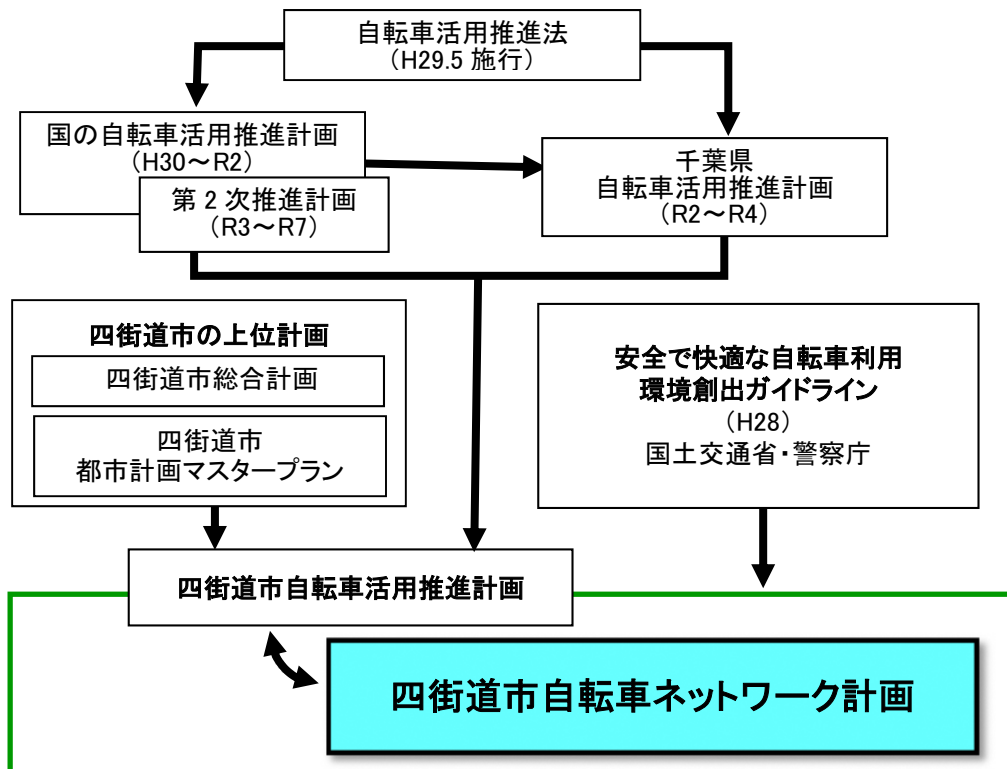 自転車活用推進法
(H29.5 施行)
国の自転車活用推進計画
(H30～R2)
第 2 次推進計画
(R3～R7)
千葉県
自転車活用推進計画
(R2～R4)
四街道市の上位計画
四街道市総合計画
四街道市
都市計画マスタープラン
安全で快適な自転車利用
環境創出ガイドライン
(H28)
国土交通省・警察庁
四街道市自転車活用推進計画
四街道市自転車ネットワーク計画